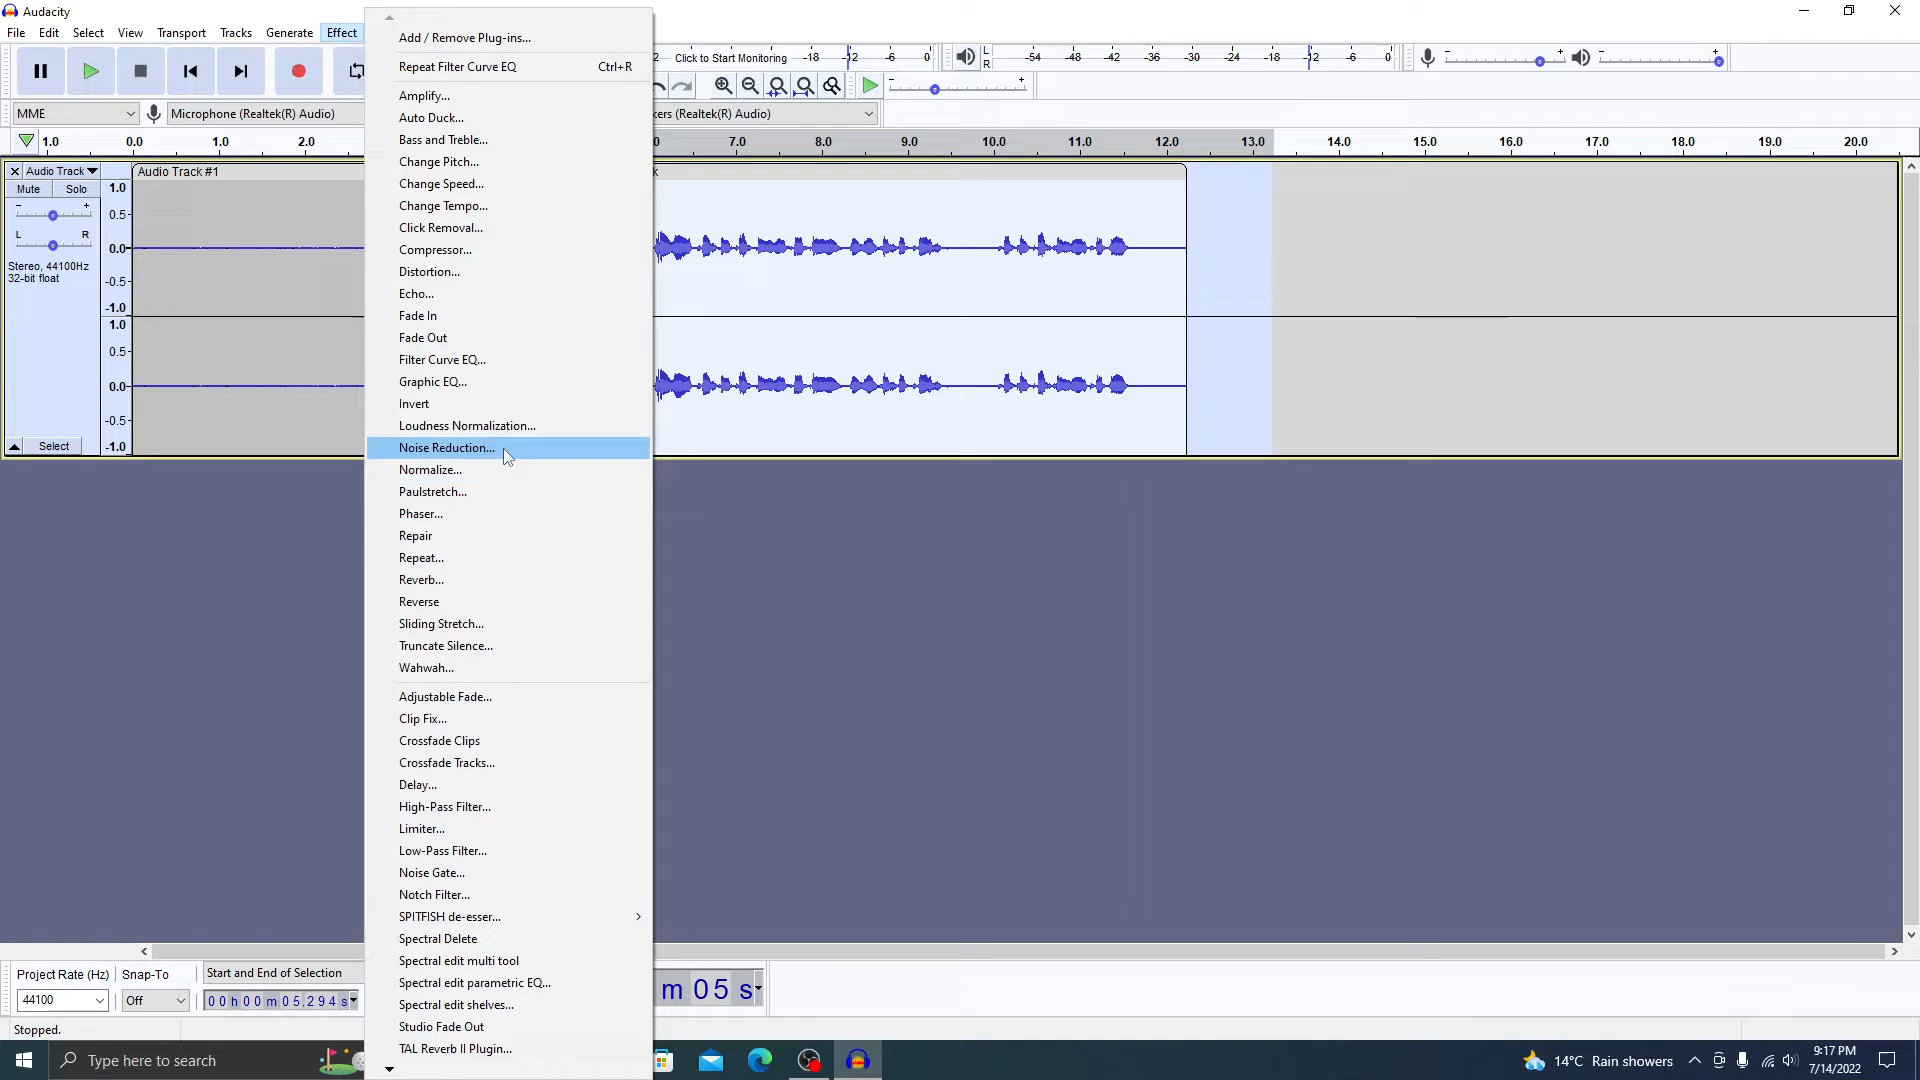 Audacity
File Edit Select View Transport Tracks Generate Effect
Add / Remove Plug-ins...
Repeat Filter Curve EQ Ctrl+R
Amplify...
Auto Duck...
Bass and Treble...
Change Pitch...
Change Speed...
Change Tempo...
Click Removal...
Compressor...
Distortion...
Echo...
Fade In
Fade Out
Filter Curve EQ...
Graphic EQ...
Invert
Loudness Normalization...
Noise Reduction...
Normalize...
Paulstretch...
Phaser...
Repair
Repeat...
Reverb...
Reverse
Sliding Stretch...
Truncate Silence...
Wahwah...
Adjustable Fade...
Clip Fix...
Crossfade Clips
Crossfade Tracks...
Delay...
High-Pass Filter...
Limiter...
Low-Pass Filter...
Noise Gate...
Notch Filter...
SPITFISH de-esser...
Spectral Delete
Spectral edit multi tool
Spectral edit parametric EQ...
Spectral edit shelves...
Studio Fade Out
TAL Reverb II Plugin...
2 Click to Start Monitoring -18 -12 -6 0
L
R
-54 -48 -42 -36 -30 -24 -18 -12 -6 0
MME Microphone (Realtek(R) Audio) kers (Realtek(R) Audio)
1.0 0.0 1.0 2.0 0 7.0 8.0 9.0 10.0 11.0 12.0 13.0 14.0 15.0 16.0 17.0 18.0 19.0 20.0
Audio Track Audio Track #1 k
Mute Solo
L R
Stereo, 44100Hz
32-bit float
Select
1.0
0.5
0.0
-0.5
-1.0
1.0
0.5
0.0
-0.5
-1.0
Project Rate (Hz) Snap-To Start and End of Selection
44100 Off 00h00m05.294s m 05 s
Stopped.
Type here to search
14°C Rain showers
9:17 PM
7/14/2022